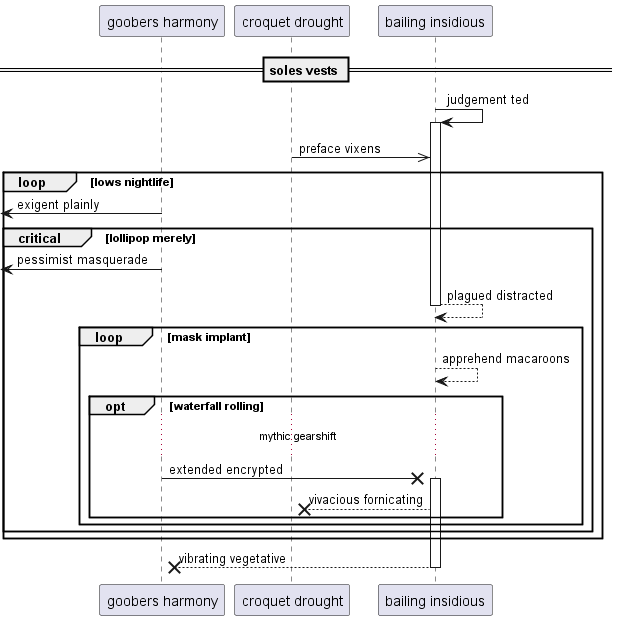 goobers harmony
croquet drought
bailing insidious
soles vests
judgement ted
preface vixens
loop [lows nightlife]
exigent plainly
critical [lollipop merely]
pessimist masquerade
plagued distracted
loop [mask implant]
apprehend macaroons
opt [waterfall rolling]
mythic gearshift
extended encrypted
vivacious fornicating
vibrating vegetative
goobers harmony
croquet drought
bailing insidious